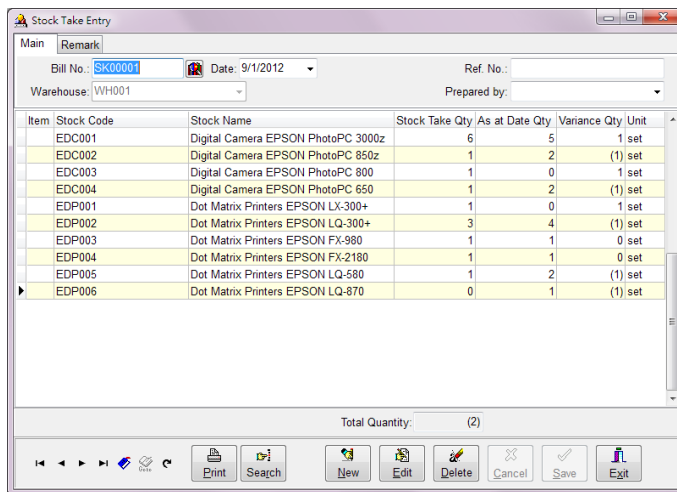 Stock Take Entry
Main Remark
Bill No.: SK00001 Date: 9/1/2012 Ref. No.:
Warehouse: WH001 Prepared by:
Item Stock Code Stock Name Stock Take Qty As at Date Qty Variance Qty Unit
EDC001 Digital Camera EPSON PhotoPC 3000z 6 5 1 set
EDC002 Digital Camera EPSON PhotoPC 850z 1 2 (1) set
EDC003 Digital Camera EPSON PhotoPC 800 1 0 1 set
EDC004 Digital Camera EPSON PhotoPC 650 1 2 (1) set
EDP001 Dot Matrix Printers EPSON LX-300+ 1 0 1 set
EDP002 Dot Matrix Printers EPSON LQ-300+ 3 4 (1) set
EDP003 Dot Matrix Printers EPSON FX-980 1 1 0 set
EDP004 Dot Matrix Printers EPSON FX-2180 1 1 0 set
EDP005 Dot Matrix Printers EPSON LQ-580 1 2 (1) set
EDP006 Dot Matrix Printers EPSON LQ-870 0 1 (1) set
Total Quantity: (2)
Goto Print Search New Edit Delete Cancel Save Exit